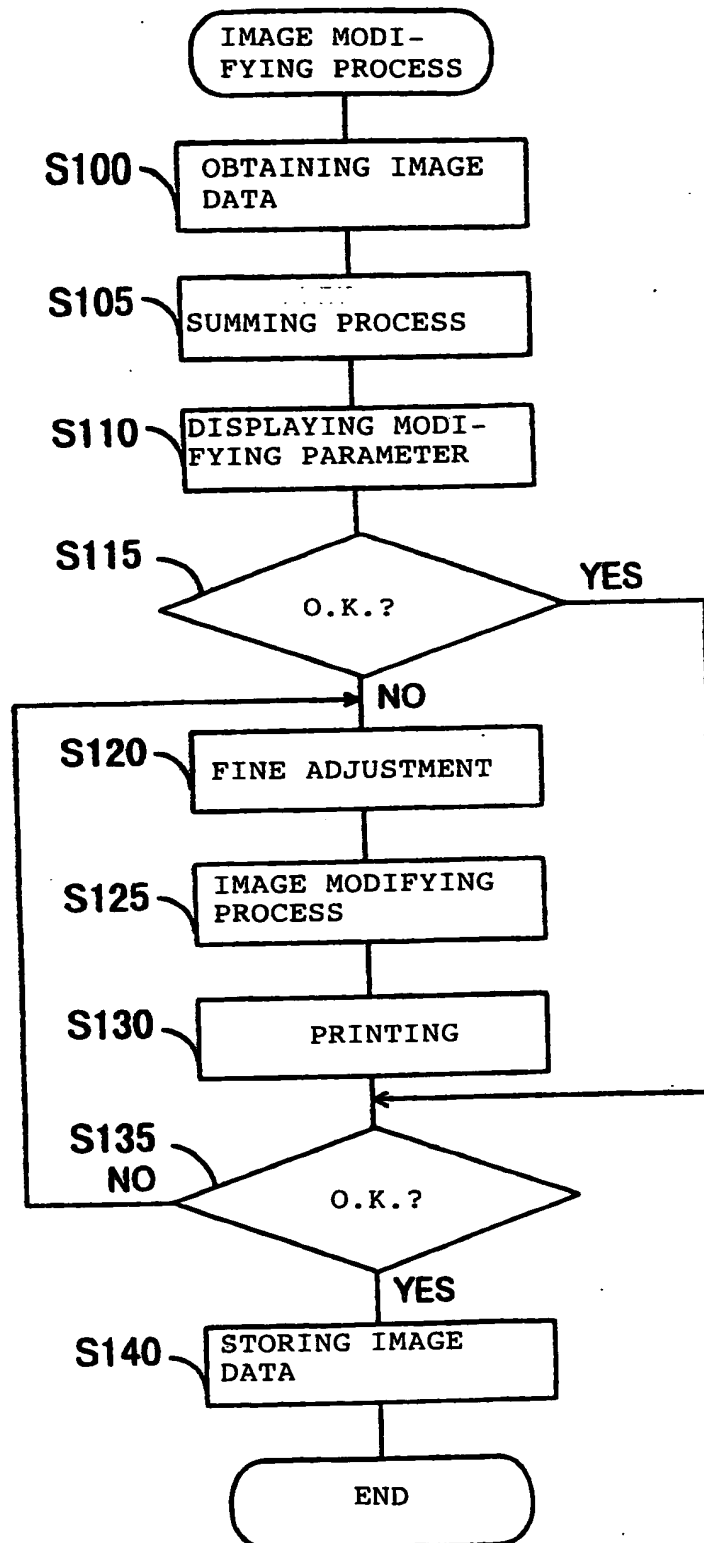 IMAGE MODI-
FYING PROCESS
S100
OBTAINING IMAGE
DATA
S105
SUMMING PROCESS
S110
DISPLAYING MODI-
FYING PARAMETER
S115
O.K.?
YES
NO
S120
FINE ADJUSTMENT
S125
IMAGE MODIFYING
PROCESS
S130
PRINTING
S135
NO
O.K.?
YES
S140
STORING IMAGE
DATA
END